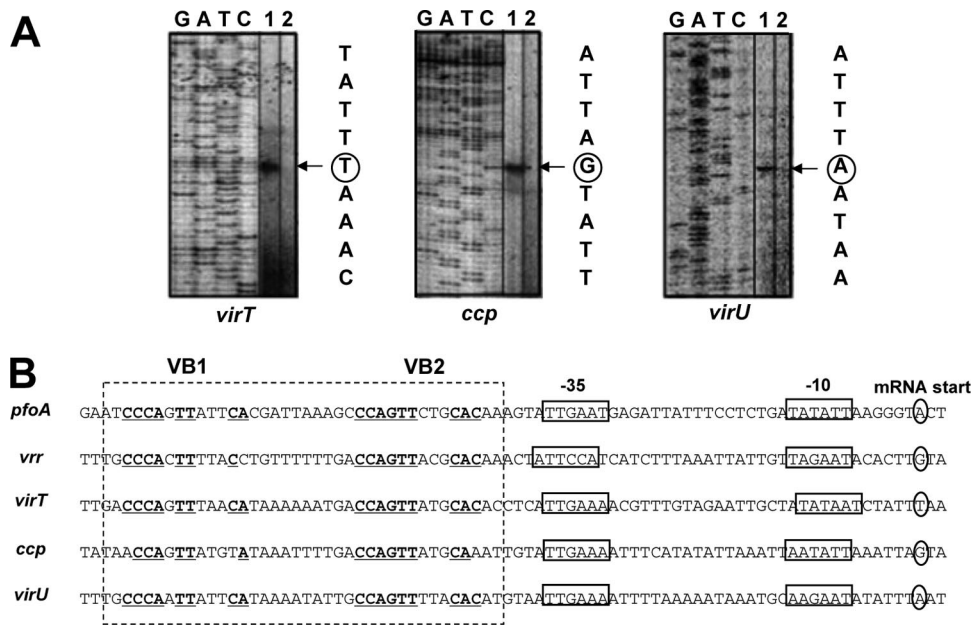 A
G A T C 1 2 G A T C 1 2 G A T C 1 2
T A A
A T T
T T T
T A T
T G A
A T A
A A T
A T A
C T A
virT ccp virU
B
VB1 VB2 -35 -10 mRNA start
pfoA GAATCCCAGTTATTCACGATTAAAGCCCAGTTCTGCACAAAGTATTGAATGAGATTATTTCCTCTGATATATTAAGGGTACT
vrr TTTGCCCACTTTTACCTGTTTTTTGACCAGTTACGCACAAACTATTCCATCATCTTTAAATTATTGTTAGAATACACTTGTA
virT TTGACCCAGTTTAACATAAAAAATGACCAGTTATGCACACCTCATTGAAAACGTTTGTAGAATTGCTATATAATCTATTTAA
ccp TATAACCAGTTATGTATAAATTTTGACCAGTTATGCAAATTGTATTGAAAATTTCATATATTAAATTAATATTAAATTAGTA
virU TTTGCCCAATTATTCATAAAATATTGCCAGTTTTACACATGTAATTGAAAATTTTAAAAATAAATGCAAGAATATATTTAAT